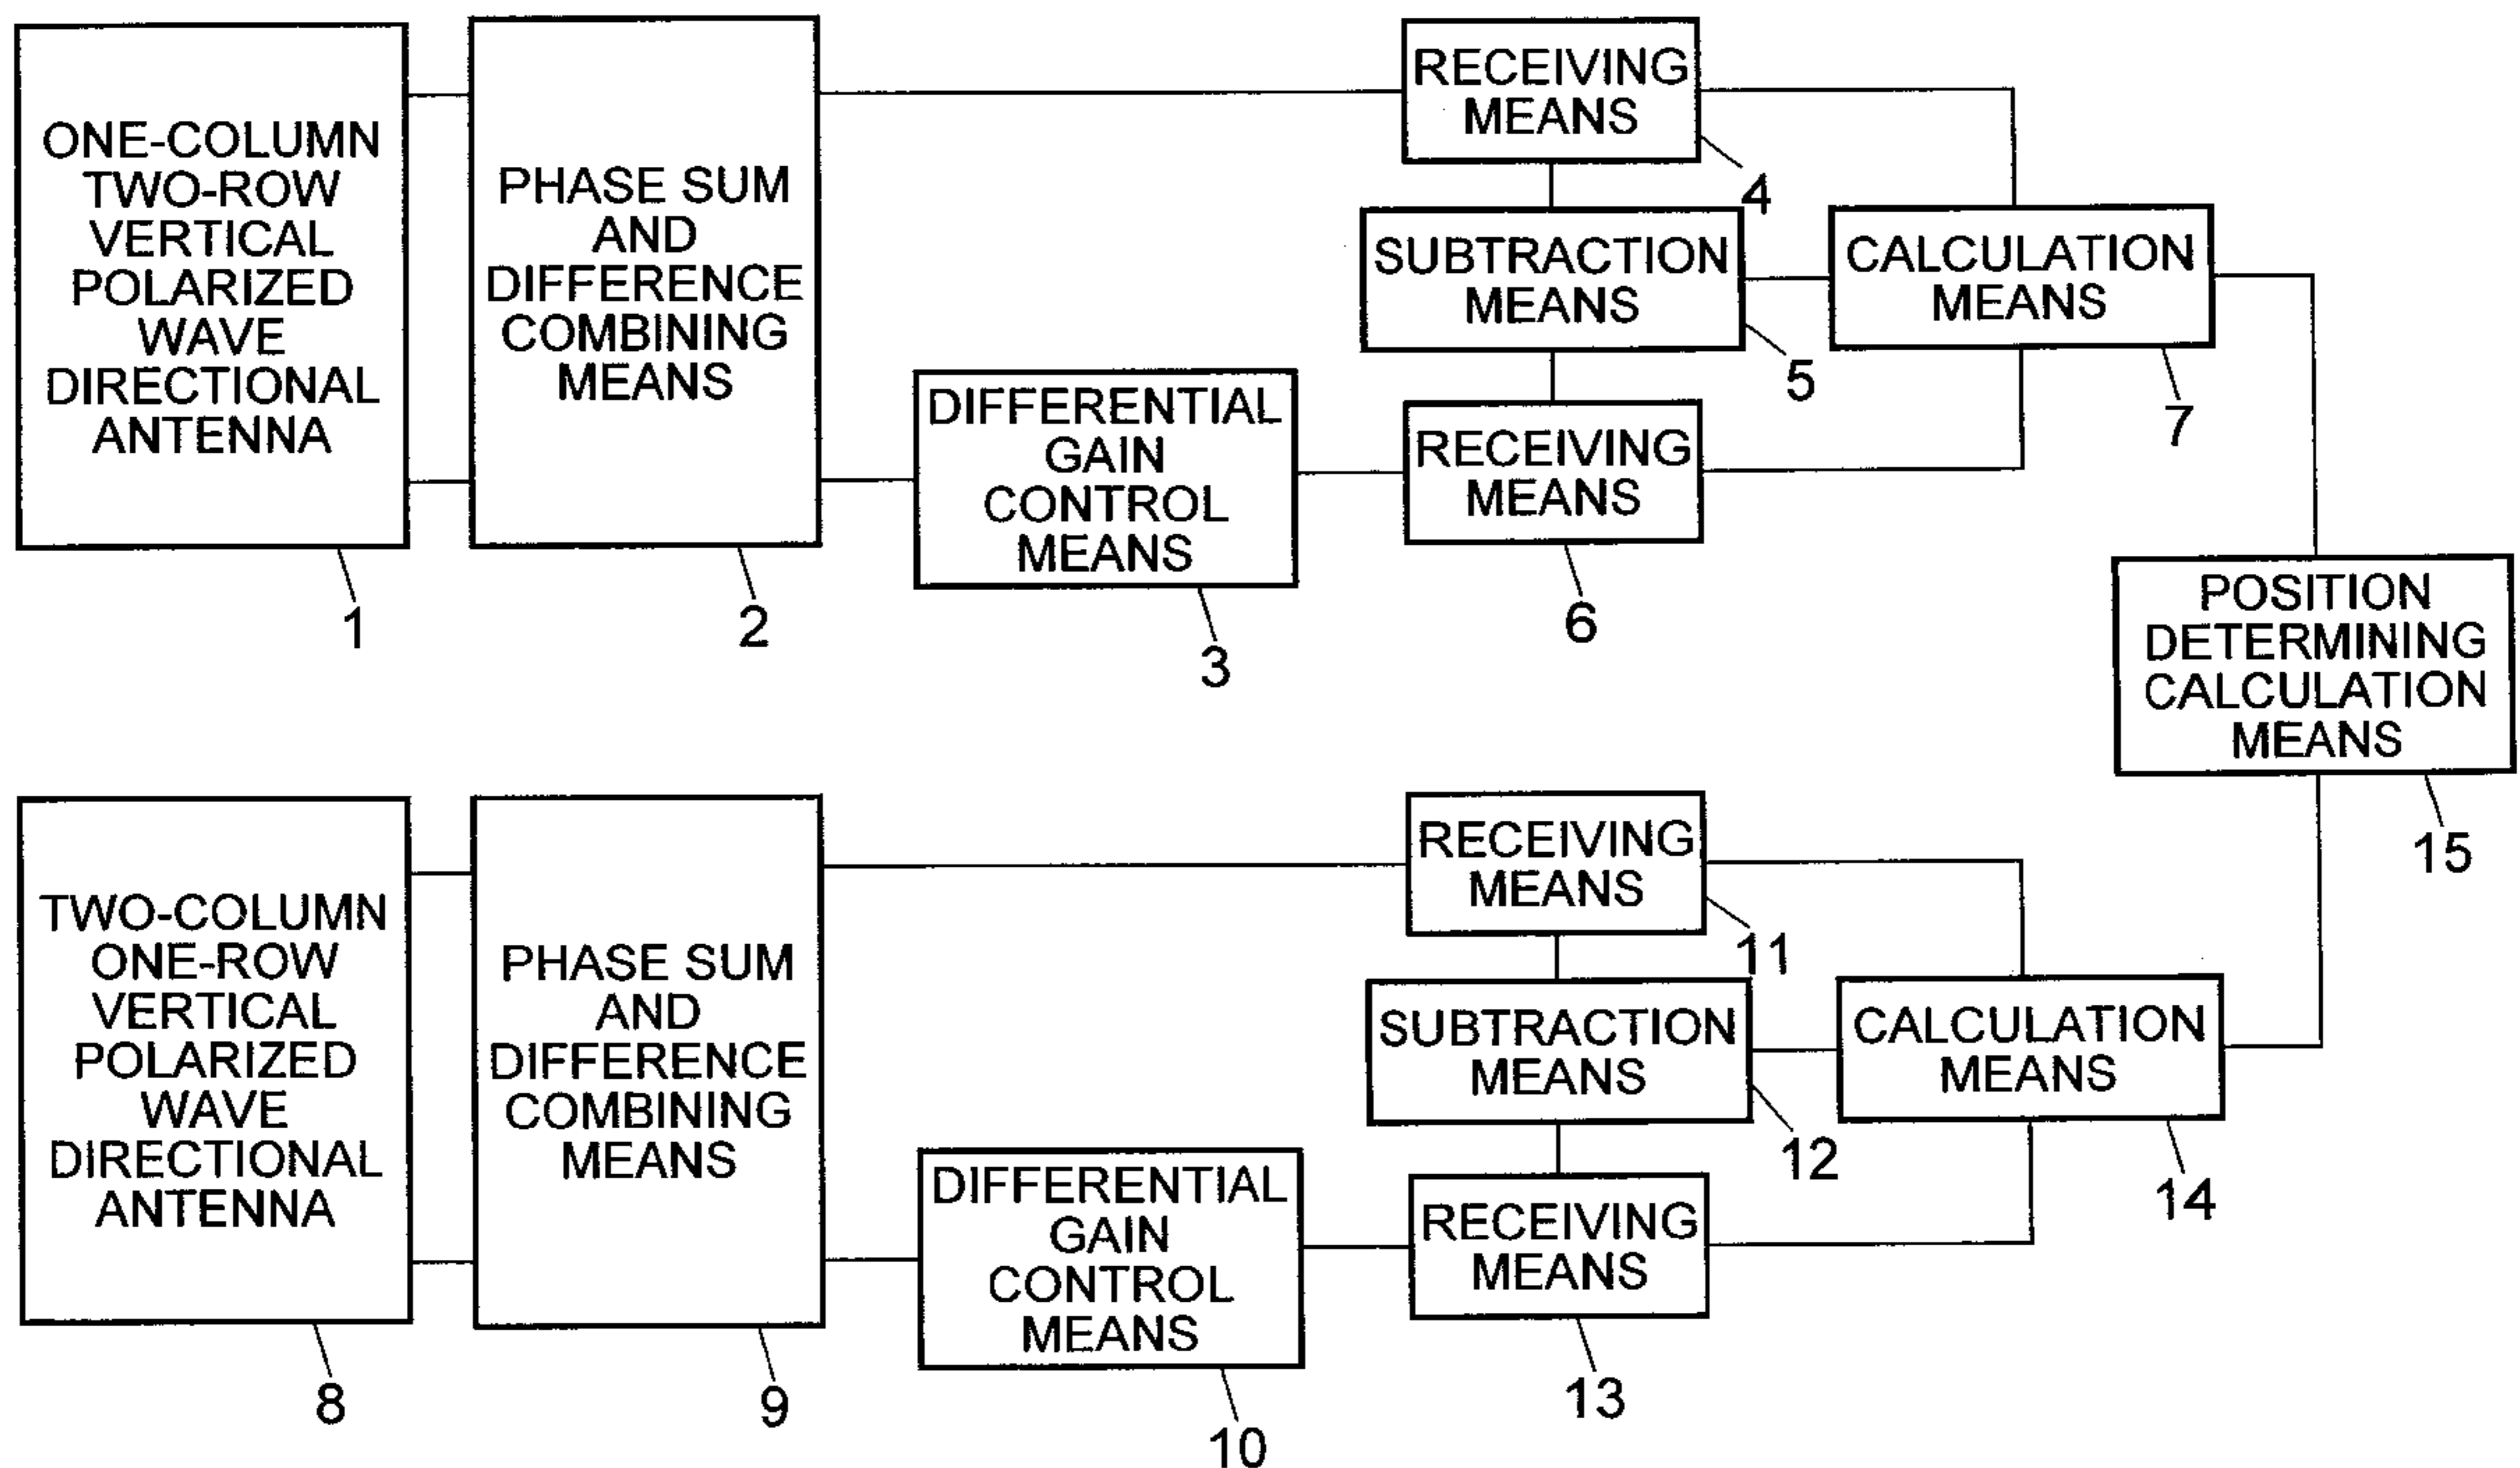 ONE-COLUMN
TWO-ROW
VERTICAL
POLARIZED
WAVE
DIRECTIONAL
ANTENNA
1
PHASE SUM
AND
DIFFERENCE
COMBINING
MEANS
2
DIFFERENTIAL
GAIN
CONTROL
MEANS
3
RECEIVING
MEANS
4
SUBTRACTION
MEANS
5
RECEIVING
MEANS
6
CALCULATION
MEANS
7
POSITION
DETERMINING
CALCULATION
MEANS
15
TWO-COLUMN
ONE-ROW
VERTICAL
POLARIZED
WAVE
DIRECTIONAL
ANTENNA
8
PHASE SUM
AND
DIFFERENCE
COMBINING
MEANS
9
DIFFERENTIAL
GAIN
CONTROL
MEANS
10
RECEIVING
MEANS
11
SUBTRACTION
MEANS
12
RECEIVING
MEANS
13
CALCULATION
MEANS
14